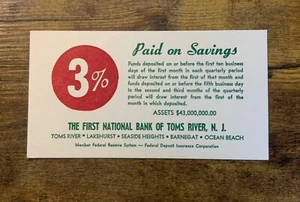 3%
Paid on Savings
Funds deposited on or before the first ten business
days of the first month in each quarterly period
will draw interest from the first of that month and
funds deposited on or before the fifth business day
in the second and third months of the quarterly
period will draw interest from the first of the
month in which deposited.
ASSETS $43,000,000.00
THE FIRST NATIONAL BANK OF TOMS RIVER, N. J.
TOMS RIVER • LAKEHURST • SEASIDE HEIGHTS • BARNEGAT • OCEAN BEACH
Member Federal Reserve System — Federal Deposit Insurance Corporation